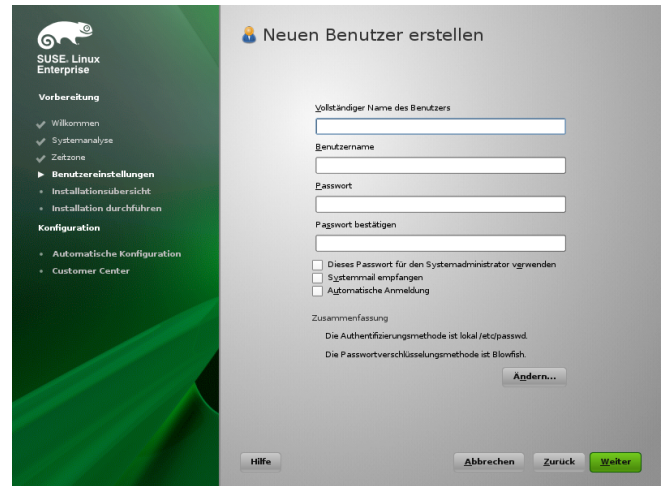 SUSE. Linux
Enterprise
Vorbereitung
Willkommen
Systemanalyse
Zeitzone
Benutzereinstellungen
Installationsübersicht
Installation durchführen
Konfiguration
Automatische Konfiguration
Customer Center
Neuen Benutzer erstellen
Vollständiger Name des Benutzers
Benutzername
Passwort
Passwort bestätigen
Dieses Passwort für den Systemadministrator verwenden
Systemmail empfangen
Automatische Anmeldung
Zusammenfassung
Die Authentifizierungsmethode ist lokal /etc/passwd.
Die Passwortverschlüsselungsmethode ist Blowfish.
Ändern...
Hilfe
Abbrechen
Zurück
Weiter